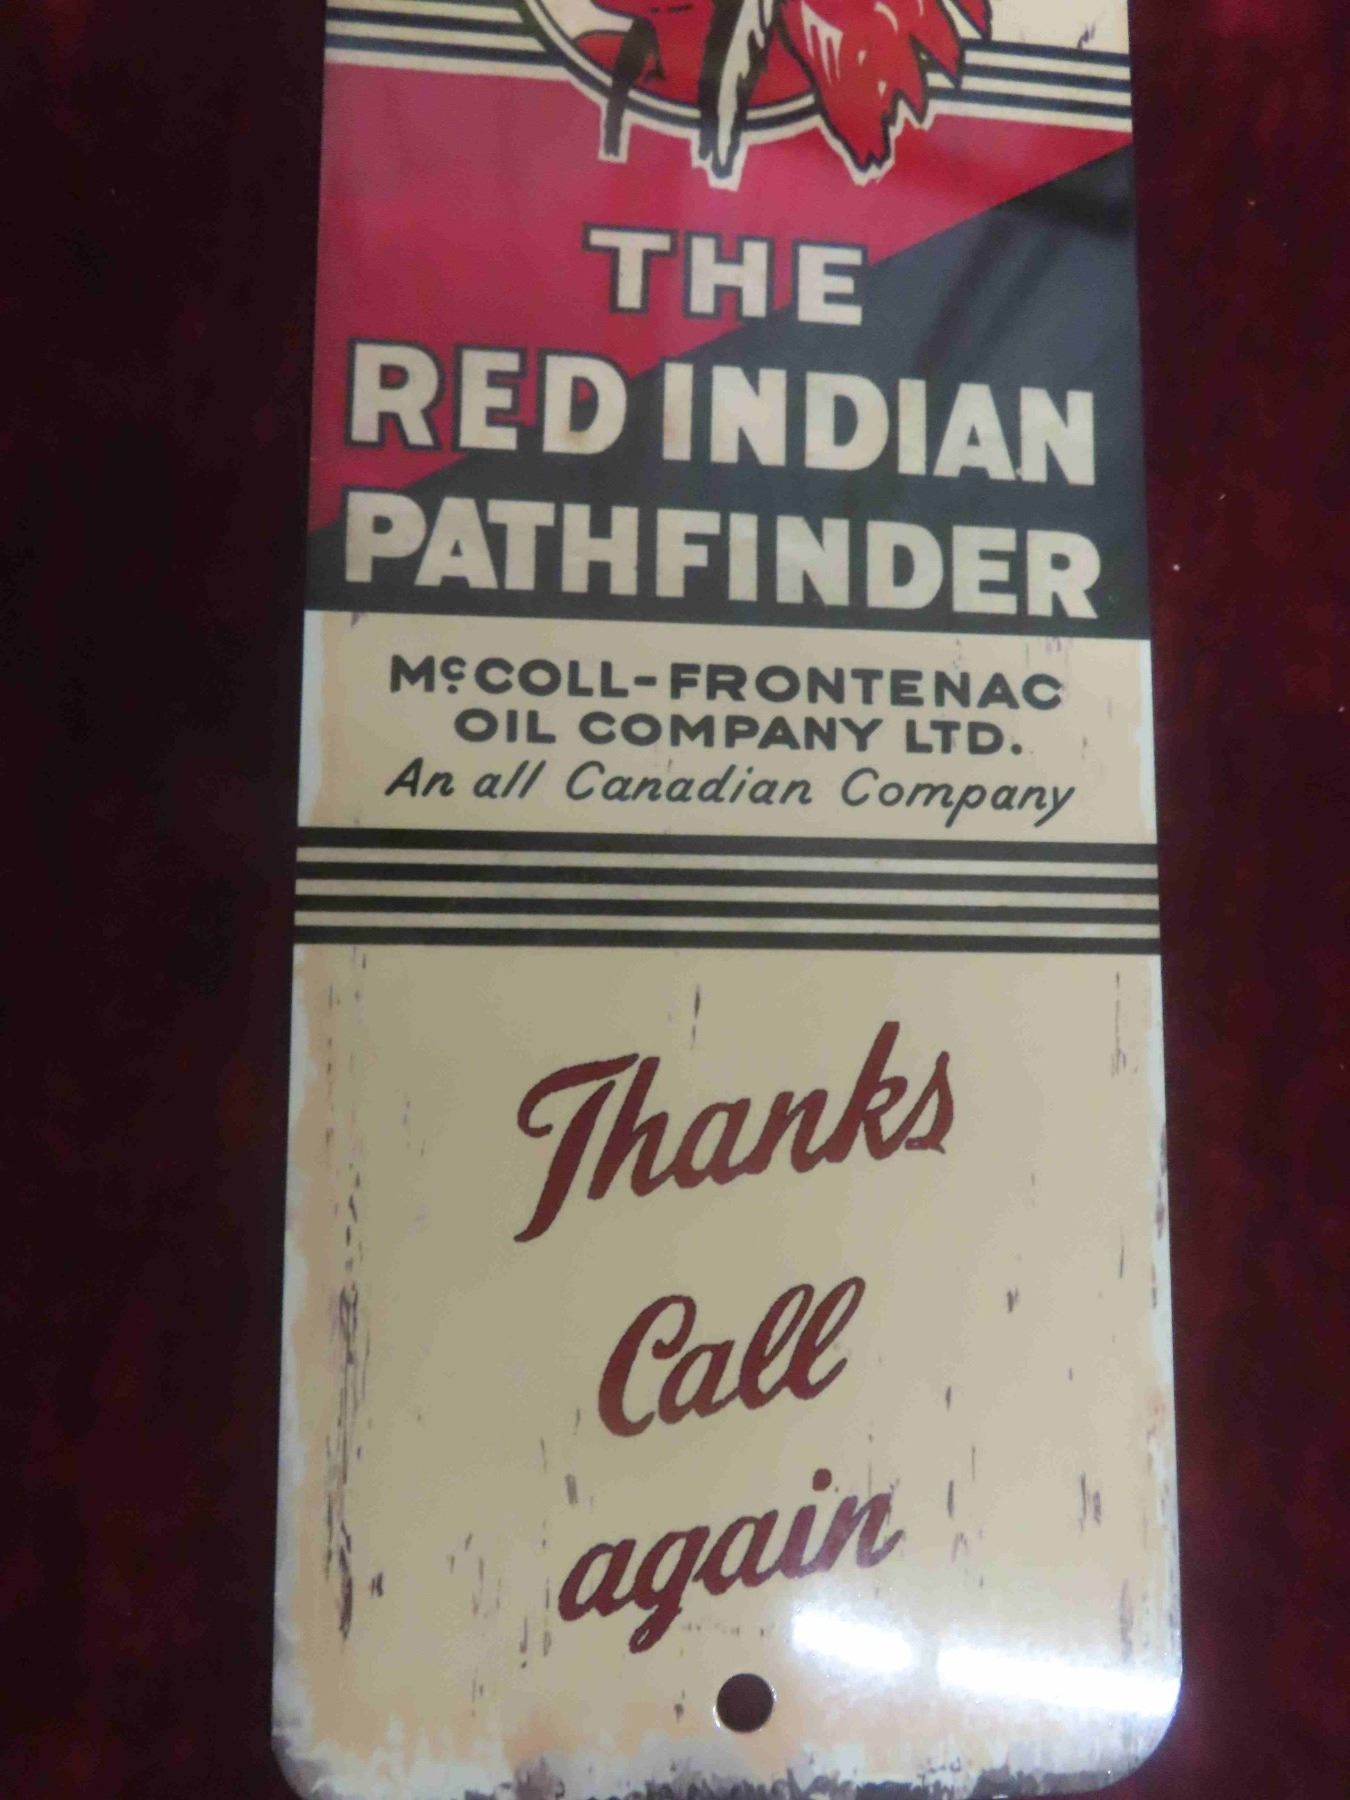 THE
RED INDIAN
PATHFINDER
McCOLL-FRONTENAC
OIL COMPANY LTD.
An all Canadian Company
Thanks
Call
again